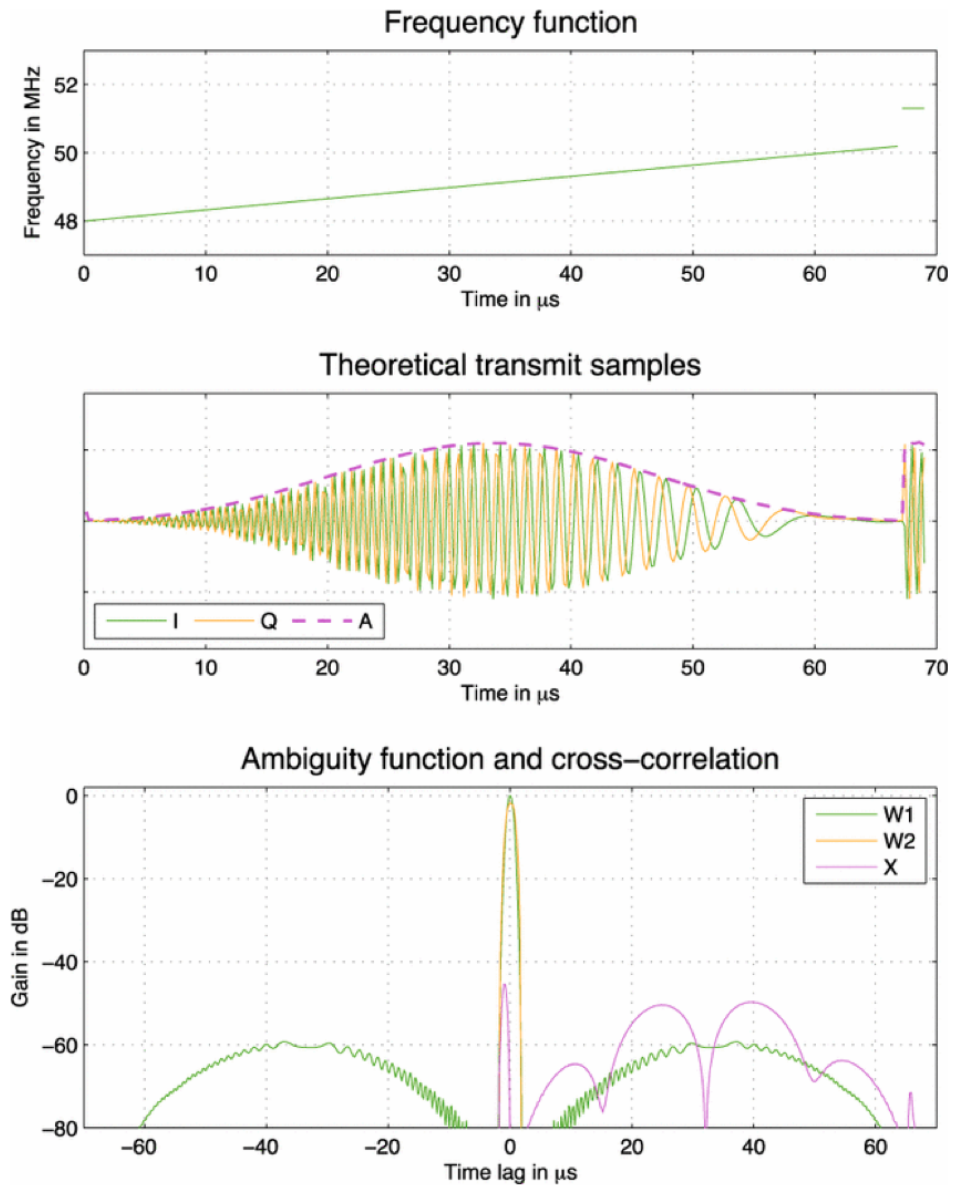 Frequency function
Frequency in MHz
52
50
48
0 10 20 30 40 50 60 70
Time in μs
Theoretical transmit samples
I Q A
0 10 20 30 40 50 60 70
Time in μs
Ambiguity function and cross−correlation
Gain in dB
0
−20
−40
−60
−80
W1
W2
X
−60 −40 −20 0 20 40 60
Time lag in μs